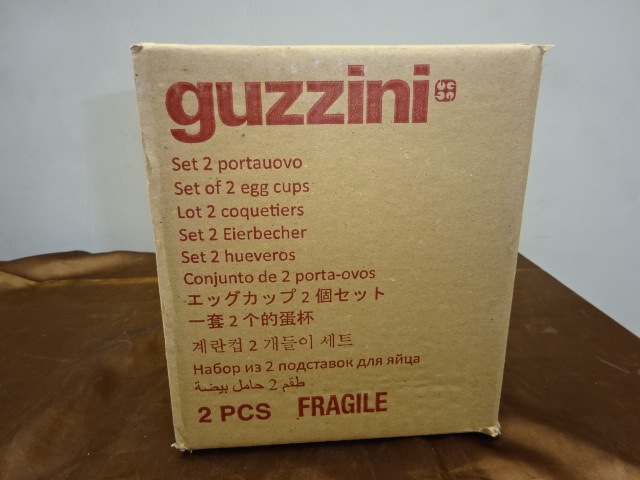 guzzini
Set 2 portauovo
Set of 2 egg cups
Lot 2 coquetiers
Set 2 Eierbecher
Set 2 hueveros
Conjunto de 2 porta-ovos
エッグカップ 2 個セット
一套 2 个的蛋杯
계란컵 2 개들이 세트
Набор из 2 подставок для яйца
طقم 2 حامل بيضة
2 PCS FRAGILE